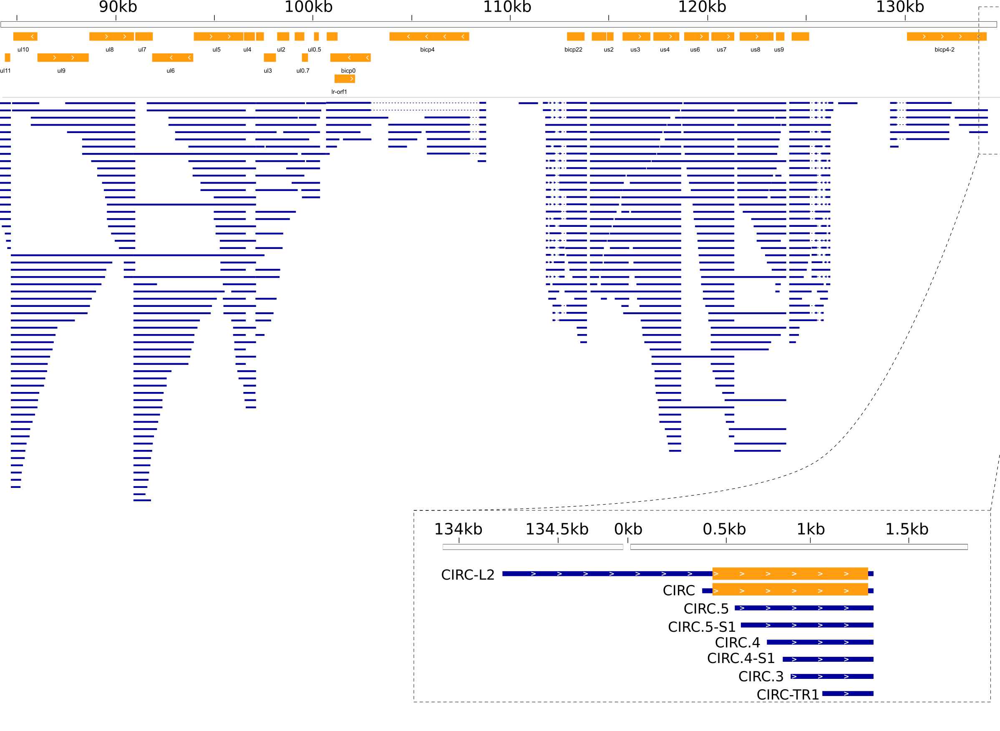 90kb 100kb 110kb 120kb 130kb
ul10 ul8 ul7 ul5 ul4 ul2 ul0.5 bicp4 bicp22 us2 us3 us4 us6 us7 us8 us9 bicp4-2
ul11 ul9 ul6 ul3 ul0.7 bicp0
lr-orf1
134kb 134.5kb 0kb 0.5kb 1kb 1.5kb
CIRC-L2
CIRC
CIRC.5
CIRC.5-S1
CIRC.4
CIRC.4-S1
CIRC.3
CIRC-TR1